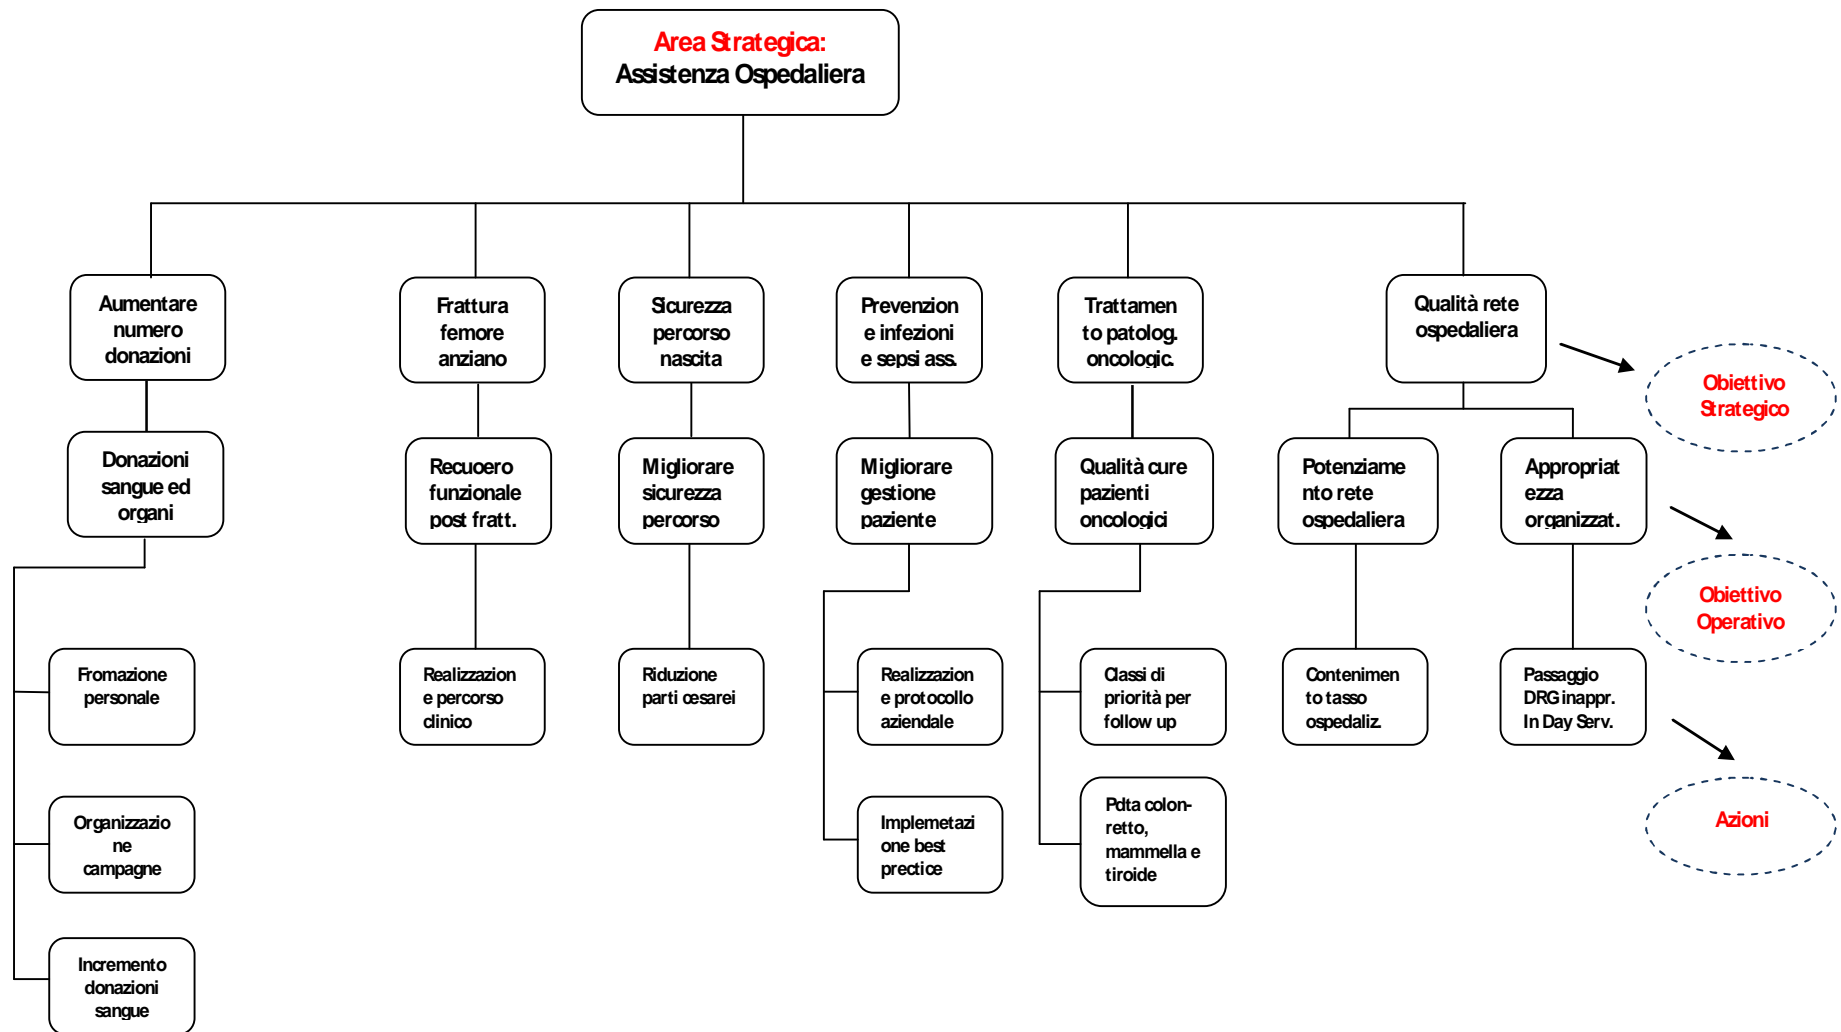 Area Strategica:
Assistenza Ospedaliera
Aumentare
numero
donazioni
Frattura
femore
anziano
Sicurezza
percorso
nascita
Prevenzion
e infezioni
e sepsi ass.
Trattamen
to patolog.
oncologic.
Qualità rete
ospedaliera
Obiettivo
Strategico
Donazioni
sangue ed
organi
Recuoero
funzionale
post fratt.
Migliorare
sicurezza
percorso
Migliorare
gestione
paziente
Qualità cure
pazienti
oncologici
Potenziame
nto rete
ospedaliera
Appropriat
ezza
organizzat.
Obiettivo
Operativo
Fromazione
personale
Realizzazion
e percorso
clinico
Riduzione
parti cesarei
Realizzazion
e protocollo
aziendale
Classi di
priorità per
follow up
Contenimen
to tasso
ospedaliz.
Passaggio
DRG inappr.
In Day Serv.
Azioni
Organizzazio
ne
campagne
Implemetazi
one best
prectice
Pdta colon-
retto,
mammella e
tiroide
Incremento
donazioni
sangue